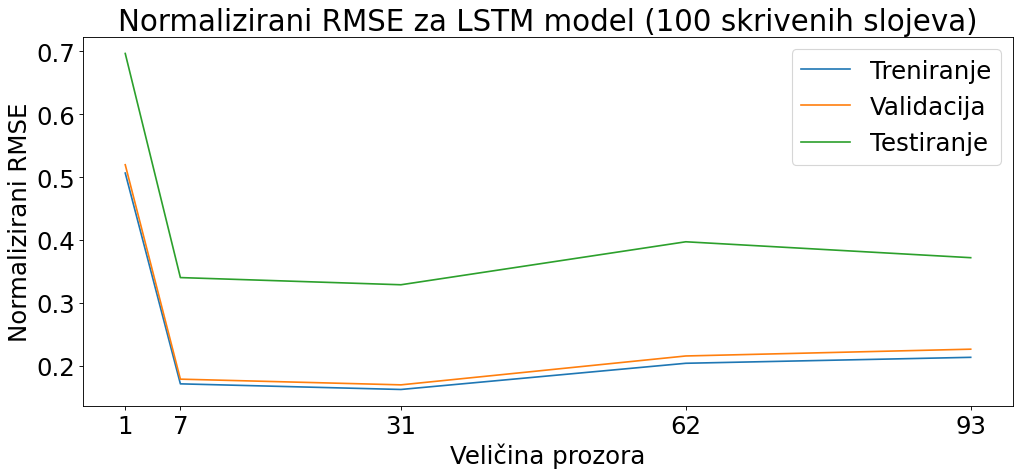 Normalizirani RMSE za LSTM model (100 skrivenih slojeva)
Normalizirani RMSE
0.7
0.6
0.5
0.4
0.3
0.2
Treniranje
Validacija
Testiranje
1 7 31 62 93
Veličina prozora